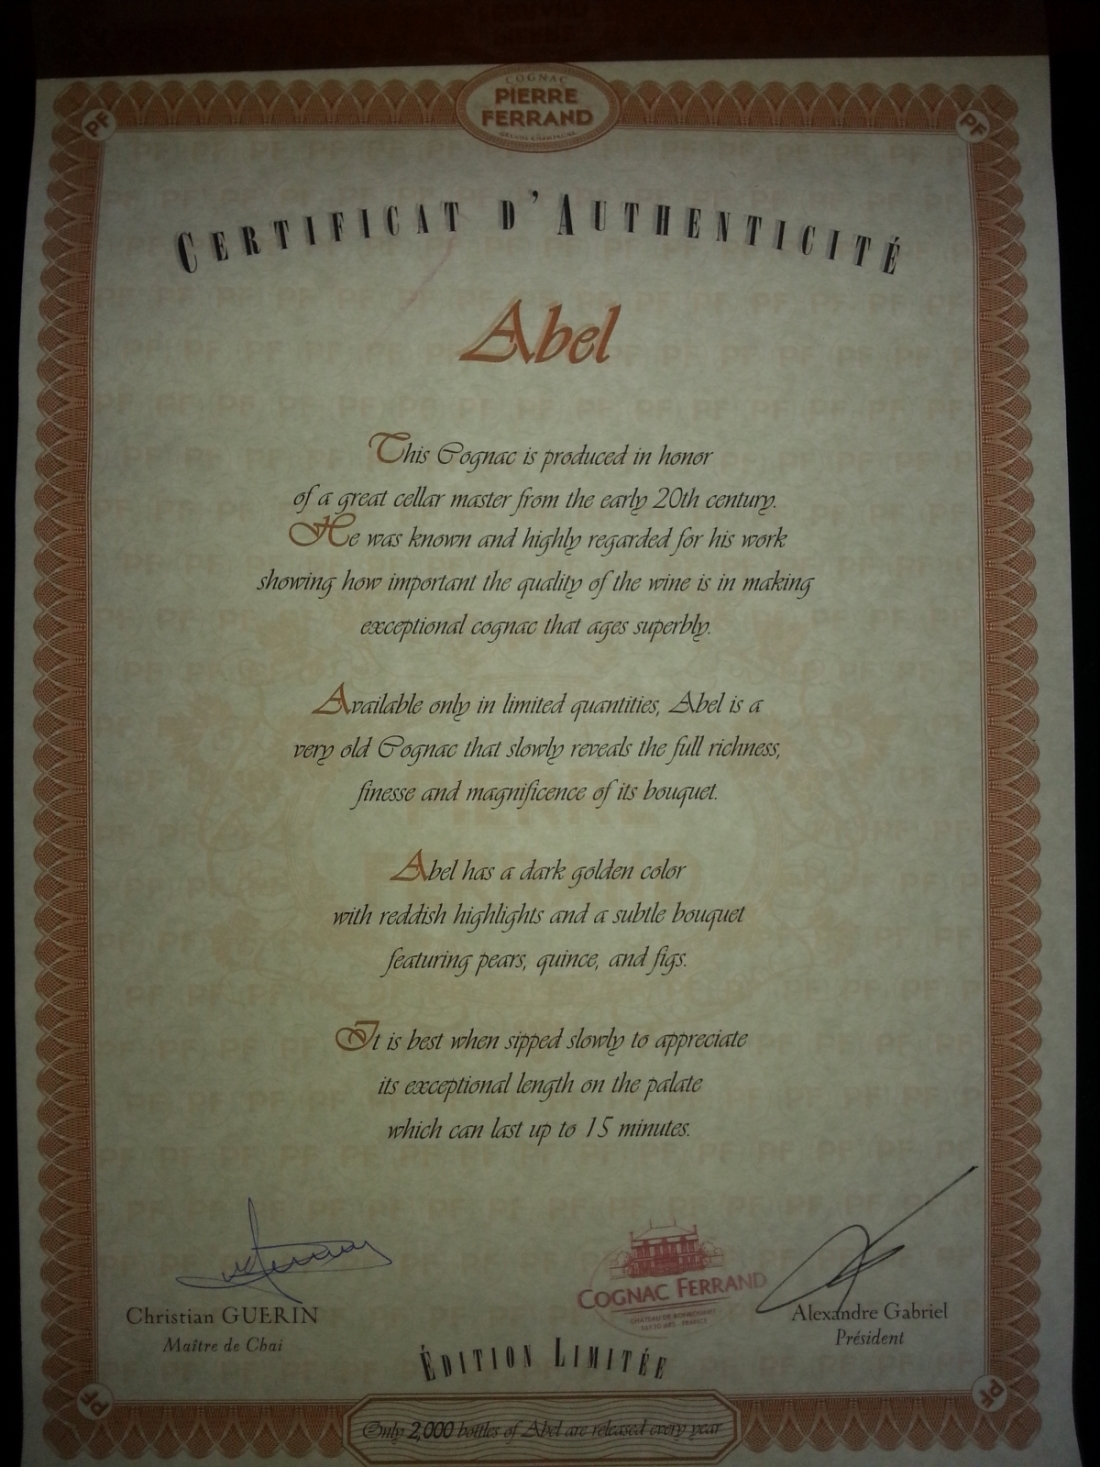 COGNAC
PIERRE
FERRAND
GRANDE CHAMPAGNE
PF
PF
CERTIFICAT D'AUTHENTICITÉ
Abel
This Cognac is produced in honor
of a great cellar master from the early 20th century.
He was known and highly regarded for his work
showing how important the quality of the wine is in making
exceptional cognac that ages superbly.
Available only in limited quantities, Abel is a
very old Cognac that slowly reveals the full richness,
finesse and magnificence of its bouquet.
Abel has a dark golden color
with reddish highlights and a subtle bouquet
featuring pears, quince, and figs.
It is best when sipped slowly to appreciate
its exceptional length on the palate
which can last up to 15 minutes.
COGNAC FERRAND
Christian GUERIN
Maître de Chai
Alexandre Gabriel
Président
ÉDITION LIMITÉE
PF
PF
Only 2,000 bottles of Abel are released every year